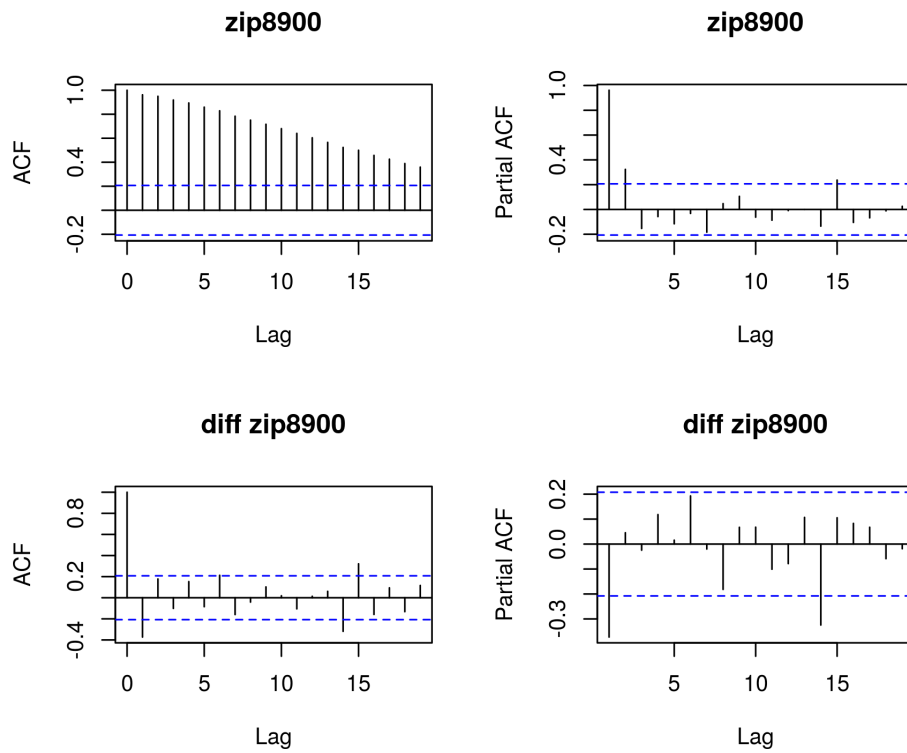 zip8900
ACF
1.0
0.4
-0.2
0 5 10 15
Lag
zip8900
Partial ACF
1.0
0.4
-0.2
5 10 15
Lag
diff zip8900
ACF
0.8
0.2
-0.4
0 5 10 15
Lag
diff zip8900
Partial ACF
0.2
0.0
-0.3
5 10 15
Lag